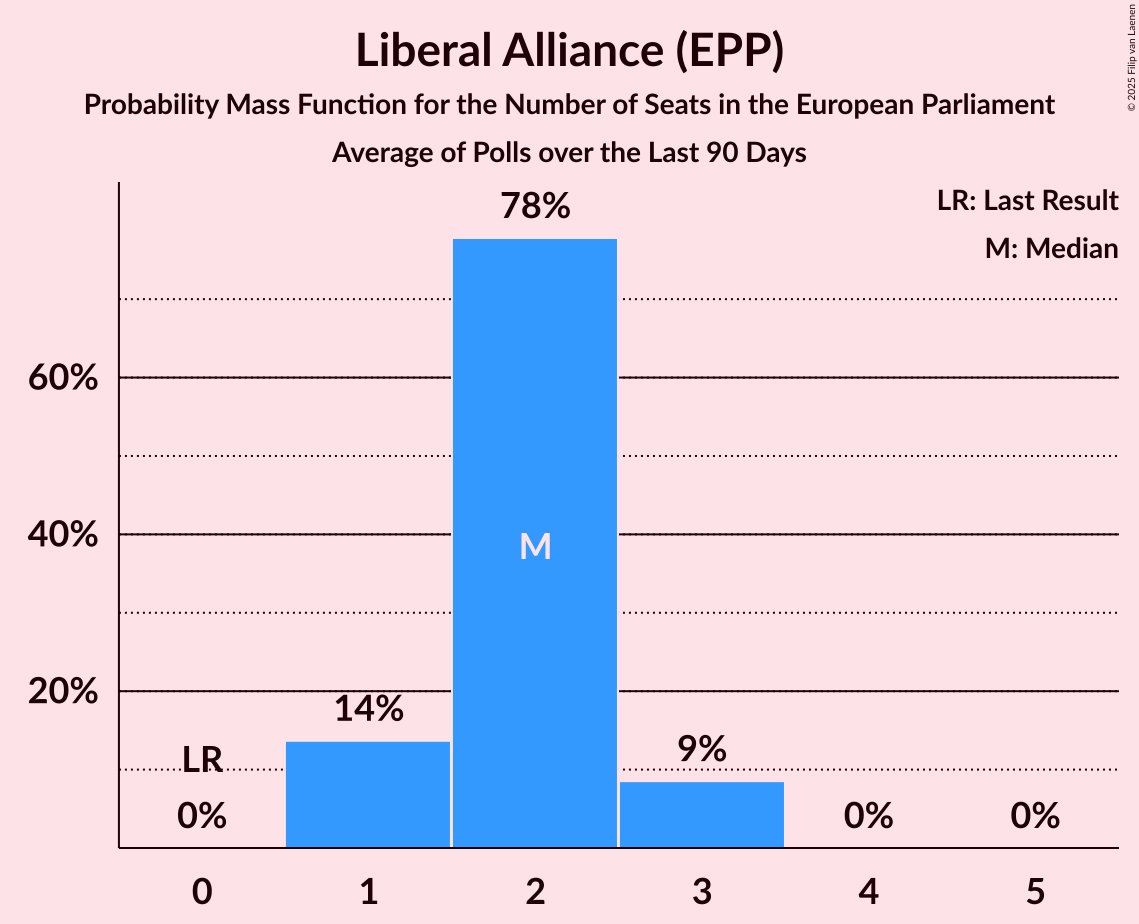 Liberal Alliance (EPP)
Probability Mass Function for the Number of Seats in the European Parliament
Average of Polls over the Last 90 Days
© 2025 Filip van Laenen
LR: Last Result
M: Median
78%
60%
40%
M
20%
14%
LR
9%
0%
0%
0%
0 1 2 3 4 5